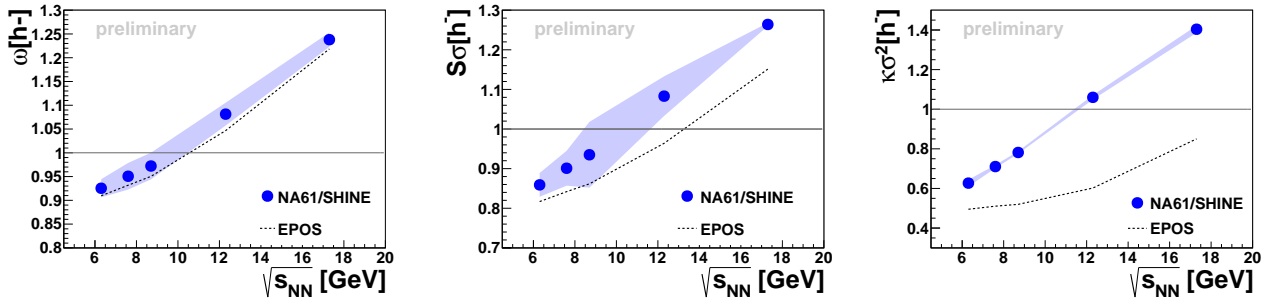 ω[h-]
preliminary
1.3
1.25
1.2
1.15
1.1
1.05
1
0.95
0.9
0.85
0.8
NA61/SHINE
EPOS
6 8 10 12 14 16 18 20
√sNN [GeV]
Sσ[h-]
preliminary
1.3
1.2
1.1
1
0.9
0.8
0.7
NA61/SHINE
EPOS
6 8 10 12 14 16 18 20
√sNN [GeV]
κσ²[h-]
preliminary
1.4
1.2
1
0.8
0.6
0.4
NA61/SHINE
EPOS
6 8 10 12 14 16 18 20
√sNN [GeV]